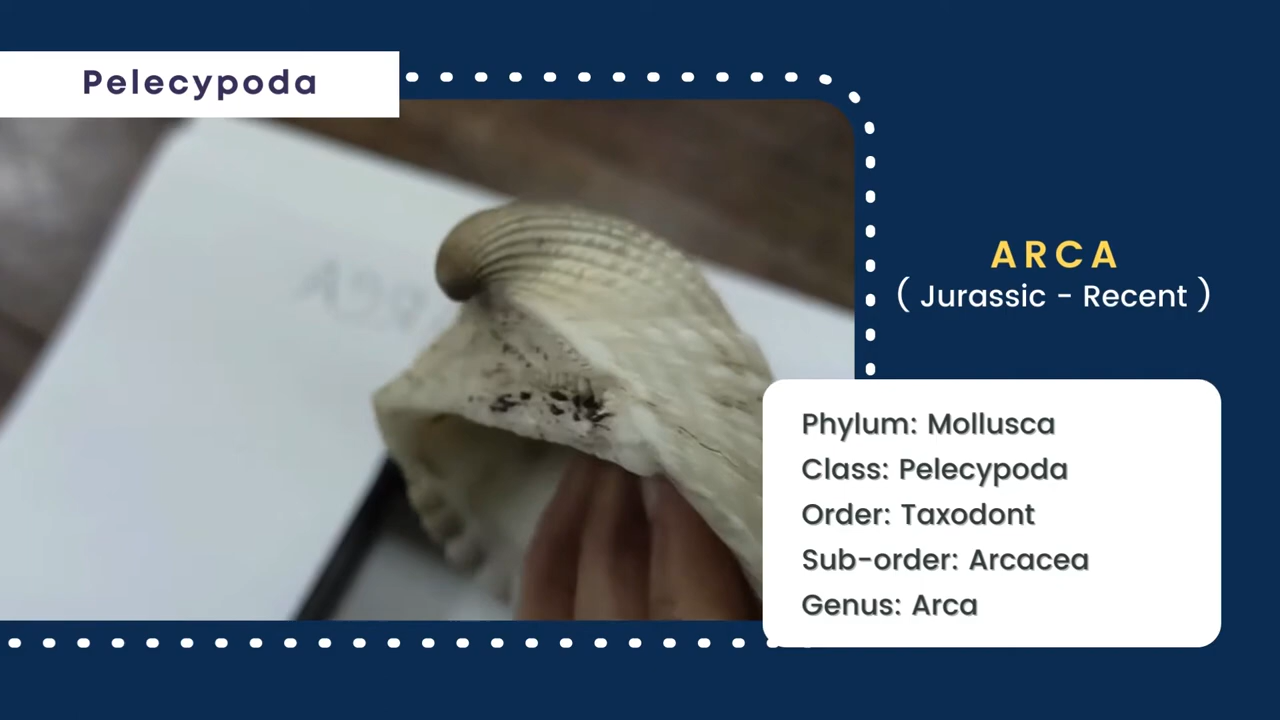 Pelecypoda
ARCA
( Jurassic - Recent )
Phylum: Mollusca
Class: Pelecypoda
Order: Taxodont
Sub-order: Arcacea
Genus: Arca